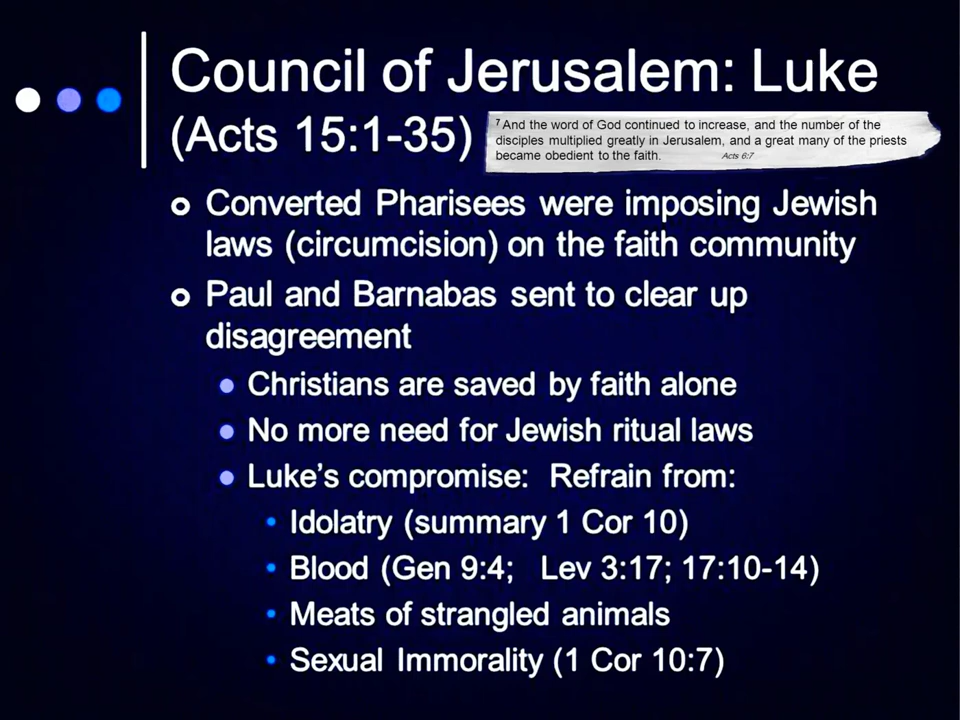 Council of Jerusalem: Luke
(Acts 15:1-35)
7 And the word of God continued to increase, and the number of the
disciples multiplied greatly in Jerusalem, and a great many of the priests
became obedient to the faith. Acts 6:7
Converted Pharisees were imposing Jewish
laws (circumcision) on the faith community
Paul and Barnabas sent to clear up
disagreement
Christians are saved by faith alone
No more need for Jewish ritual laws
Luke's compromise: Refrain from:
Idolatry (summary 1 Cor 10)
Blood (Gen 9:4; Lev 3:17; 17:10-14)
Meats of strangled animals
Sexual Immorality (1 Cor 10:7)